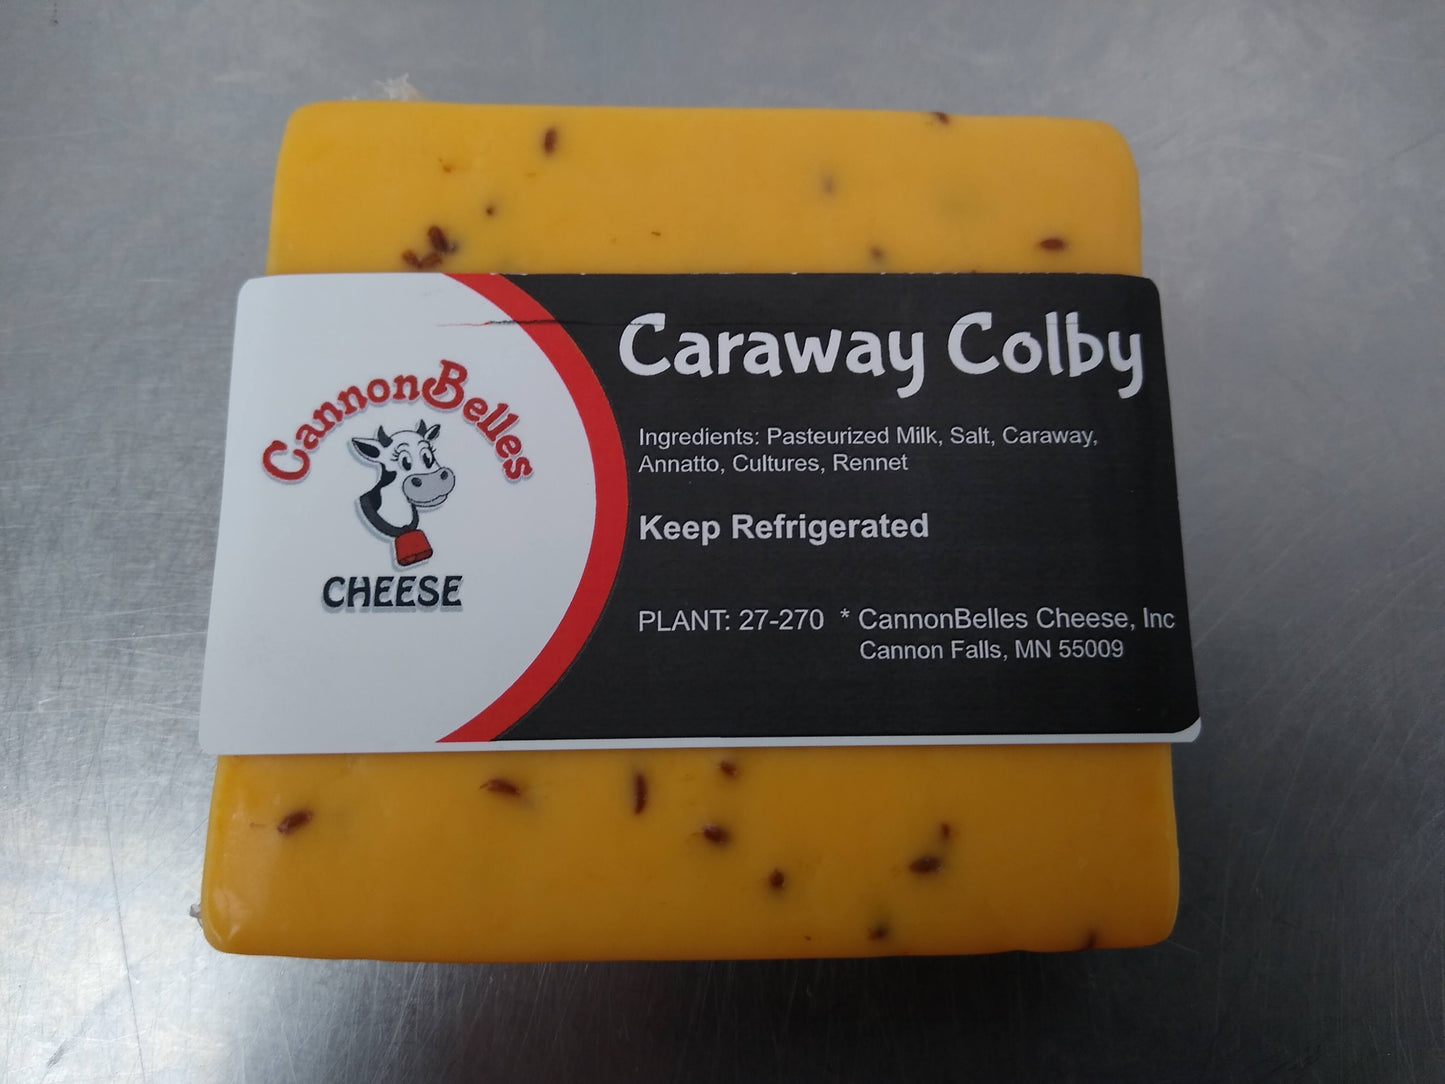 CannonBelles
CHEESE
Caraway Colby
Ingredients: Pasteurized Milk, Salt, Caraway,
Annatto, Cultures, Rennet
Keep Refrigerated
PLANT: 27-270 * CannonBelles Cheese, Inc
Cannon Falls, MN 55009